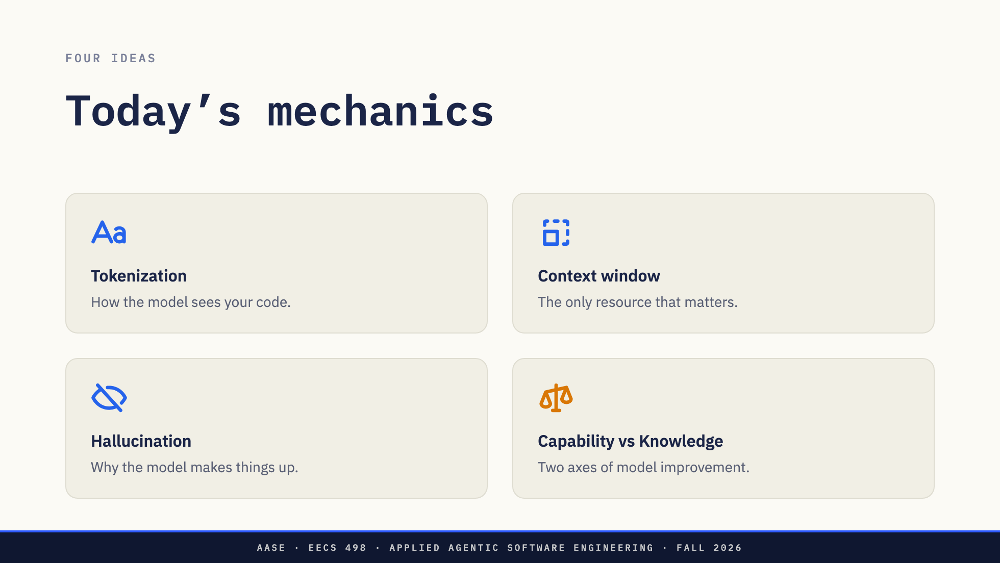 FOUR IDEAS
Today’s mechanics
Aa
Tokenization
How the model sees your code.
Context window
The only resource that matters.
Hallucination
Why the model makes things up.
Capability vs Knowledge
Two axes of model improvement.
AASE · EECS 498 · APPLIED AGENTIC SOFTWARE ENGINEERING · FALL 2026